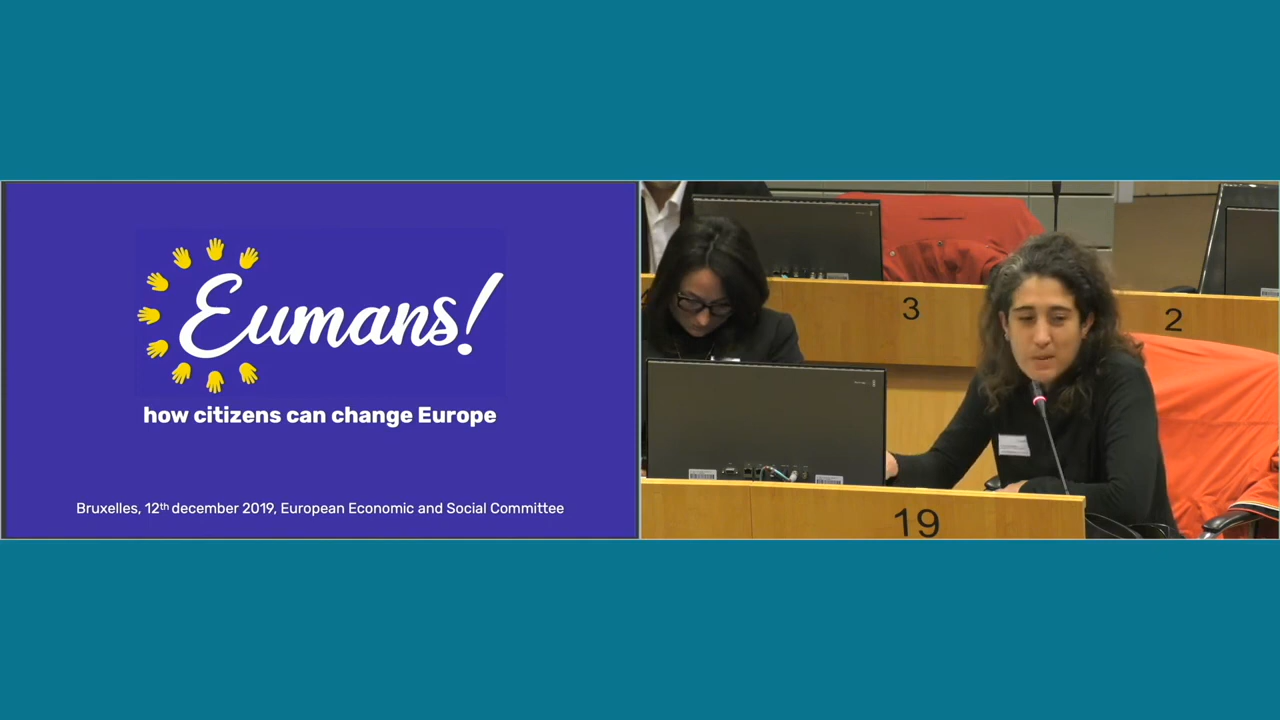 Eumans!
how citizens can change Europe
Bruxelles, 12th december 2019, European Economic and Social Committee
3
2
19